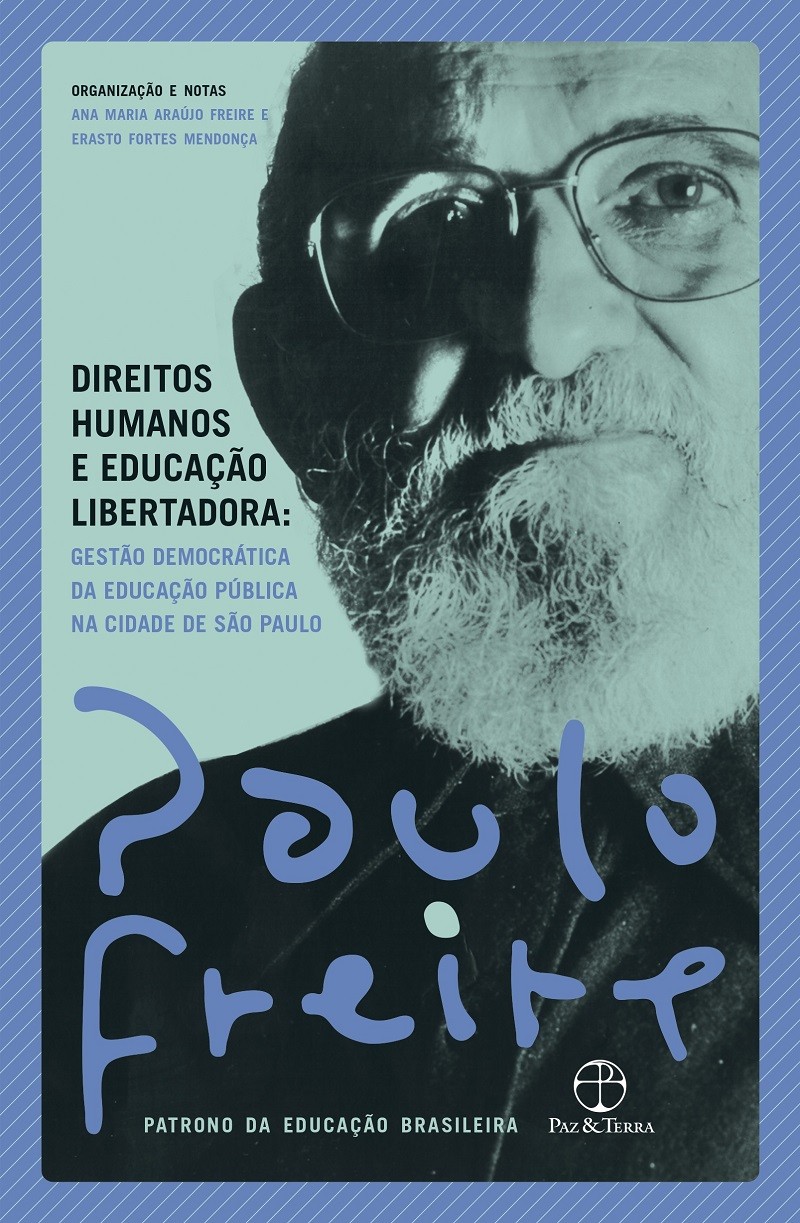 ORGANIZAÇÃO E NOTAS
ANA MARIA ARAÚJO FREIRE E
ERASTO FORTES MENDONÇA
DIREITOS
HUMANOS
E EDUCAÇÃO
LIBERTADORA:
GESTÃO DEMOCRÁTICA
DA EDUCAÇÃO PÚBLICA
NA CIDADE DE SÃO PAULO
Paulo
Freire
PATRONO DA EDUCAÇÃO BRASILEIRA
PAZ & TERRA